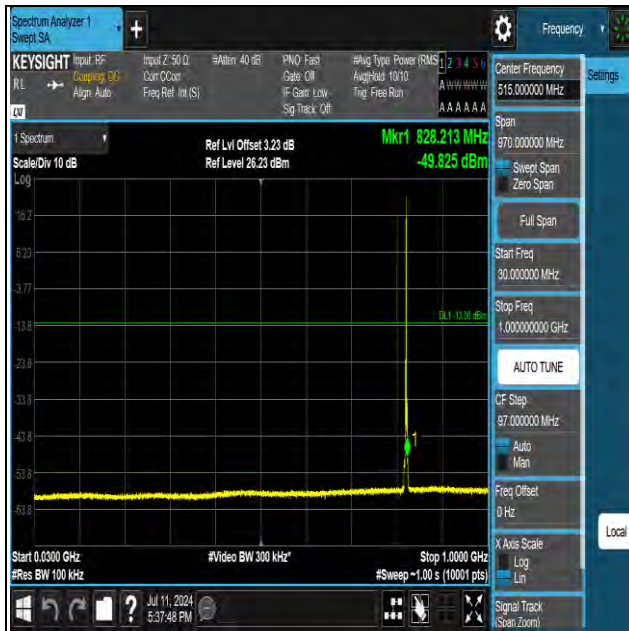 Spectrum Analyzer 1
Swept SA
+
Frequency
KEYSIGHT
RL
Input: RF
Coupling: DC
Align: Auto
Input Z: 50 Ω
Corr CCorr
Freq Ref: Int (S)
#Atten: 40 dB
PNO: Fast
Gate: Off
IF Gain: Low
Sig Track: Off
#Avg Type: Power (RMS
Avg|Hold: 10/10
Trig: Free Run
1 2 3 4 5 6
A W W W W W
A A A A A A
LXI
1 Spectrum
Scale/Div 10 dB
Ref Lvl Offset 3.23 dB
Ref Level 26.23 dBm
Mkr1 828.213 MHz
-49.825 dBm
Log
16.2
6.23
-3.77
-13.8
-23.8
-33.8
-43.8
-53.8
-63.8
DL1 -13.00 dBm
1
Start 0.0300 GHz
#Res BW 100 kHz
#Video BW 300 kHz*
Stop 1.0000 GHz
#Sweep ~1.00 s (10001 pts)
Jul 11, 2024
5:37:48 PM
?
Center Frequency
515.000000 MHz
Settings
Span
970.000000 MHz
Swept Span
Zero Span
Full Span
Start Freq
30.000000 MHz
Stop Freq
1.00000000 GHz
AUTO TUNE
CF Step
97.000000 MHz
Auto
Man
Freq Offset
0 Hz
X Axis Scale
Log
Lin
Local
Signal Track
(Span Zoom)